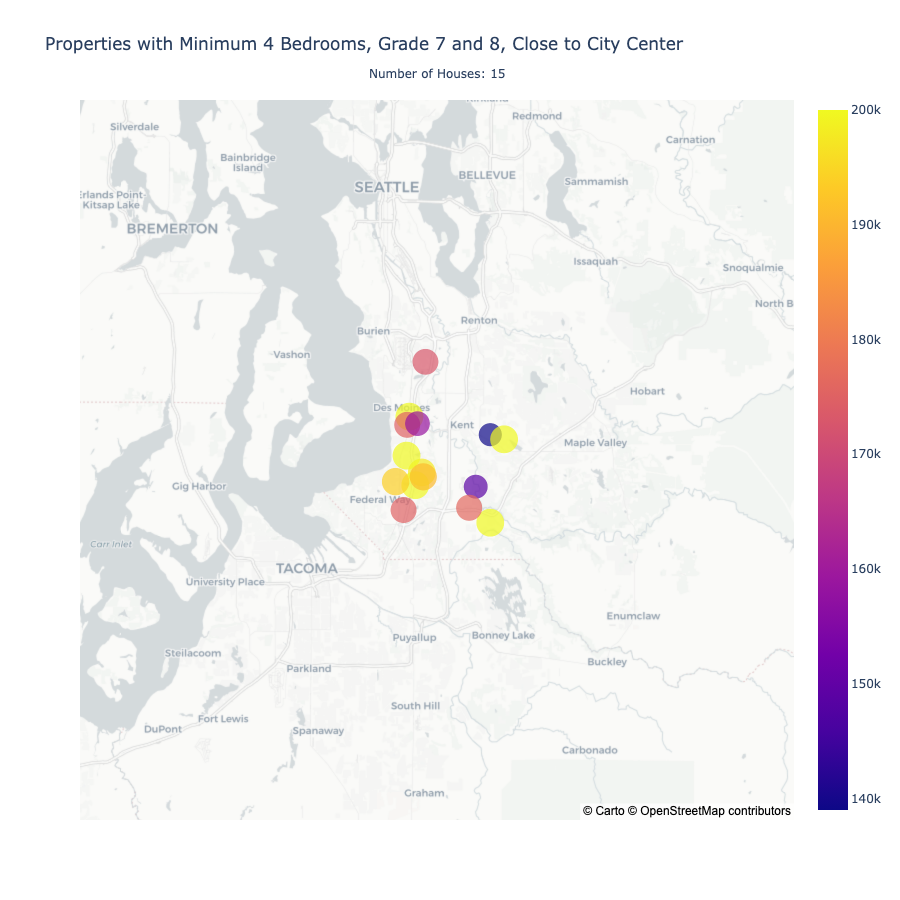 Properties with Minimum 4 Bedrooms, Grade 7 and 8, Close to City Center
Number of Houses: 15
Redmond
Silverdale
Carnation
Bainbridge
Island
SEATTLE
BELLEVUE
Sammamish
erlands Point-
Kitsap Lake
BREMERTON
Issaquah
Snoqualmie
North B
Renton
Burien
Vashon
Hobart
Des Moines
Kent
Maple Valley
Gig Harbor
Federal Way
Carr Inlet
TACOMA
University Place
Enumclaw
Puyallup
Bonney Lake
Steilacoom
Buckley
Parkland
South Hill
Fort Lewis
DuPont
Spanaway
Carbonado
Graham
© Carto © OpenStreetMap contributors
200k
190k
180k
170k
160k
150k
140k